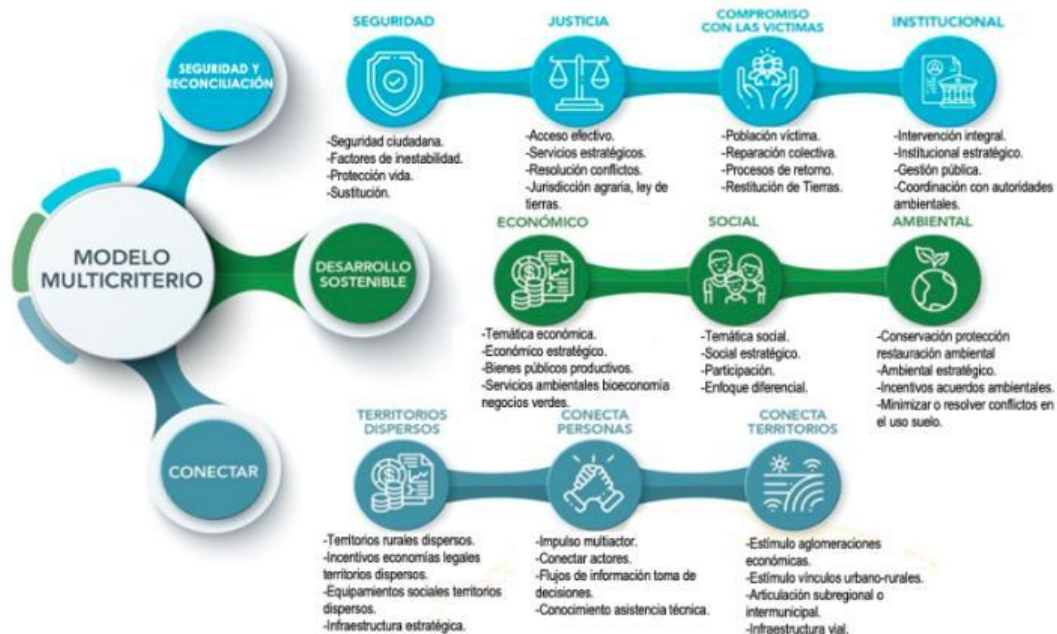 SEGURIDAD Y
RECONCILIACIÓN
SEGURIDAD
-Seguridad ciudadana.
-Factores de inestabilidad.
-Protección vida.
-Sustitución.
JUSTICIA
-Acceso efectivo.
-Servicios estratégicos.
-Resolución conflictos.
-Jurisdicción agraria, ley de
tierras.
COMPROMISO
CON LAS VICTIMAS
-Población víctima.
-Reparación colectiva.
-Procesos de retorno.
-Restitución de Tierras.
INSTITUCIONAL
-Intervención integral.
-Institucional estratégico.
-Gestión pública.
-Coordinación con autoridades
ambientales.
MODELO
MULTICRITERIO
DESARROLLO
SOSTENIBLE
ECONÓMICO
-Temática económica.
-Económico estratégico.
-Bienes públicos productivos.
-Servicios ambientales bioeconomía
negocios verdes.
SOCIAL
-Temática social.
-Social estratégico.
-Participación.
-Enfoque diferencial.
AMBIENTAL
-Conservación protección
restauración ambiental
-Ambiental estratégico.
-Incentivos acuerdos ambientales.
-Minimizar o resolver conflictos en
el uso suelo.
CONECTAR
TERRITORIOS
DISPERSOS
-Territorios rurales dispersos.
-Incentivos economías legales
territorios dispersos.
-Equipamientos sociales territorios
dispersos.
-Infraestructura estratégica.
CONECTA
PERSONAS
-Impulso multiactor.
-Conectar actores.
-Flujos de información toma de
decisiones.
-Conocimiento asistencia técnica.
CONECTA
TERRITORIOS
-Estímulo aglomeraciones
económicas.
-Estímulo vínculos urbano-rurales.
-Articulación subregional o
intermunicipal.
-Infraestructura vial.